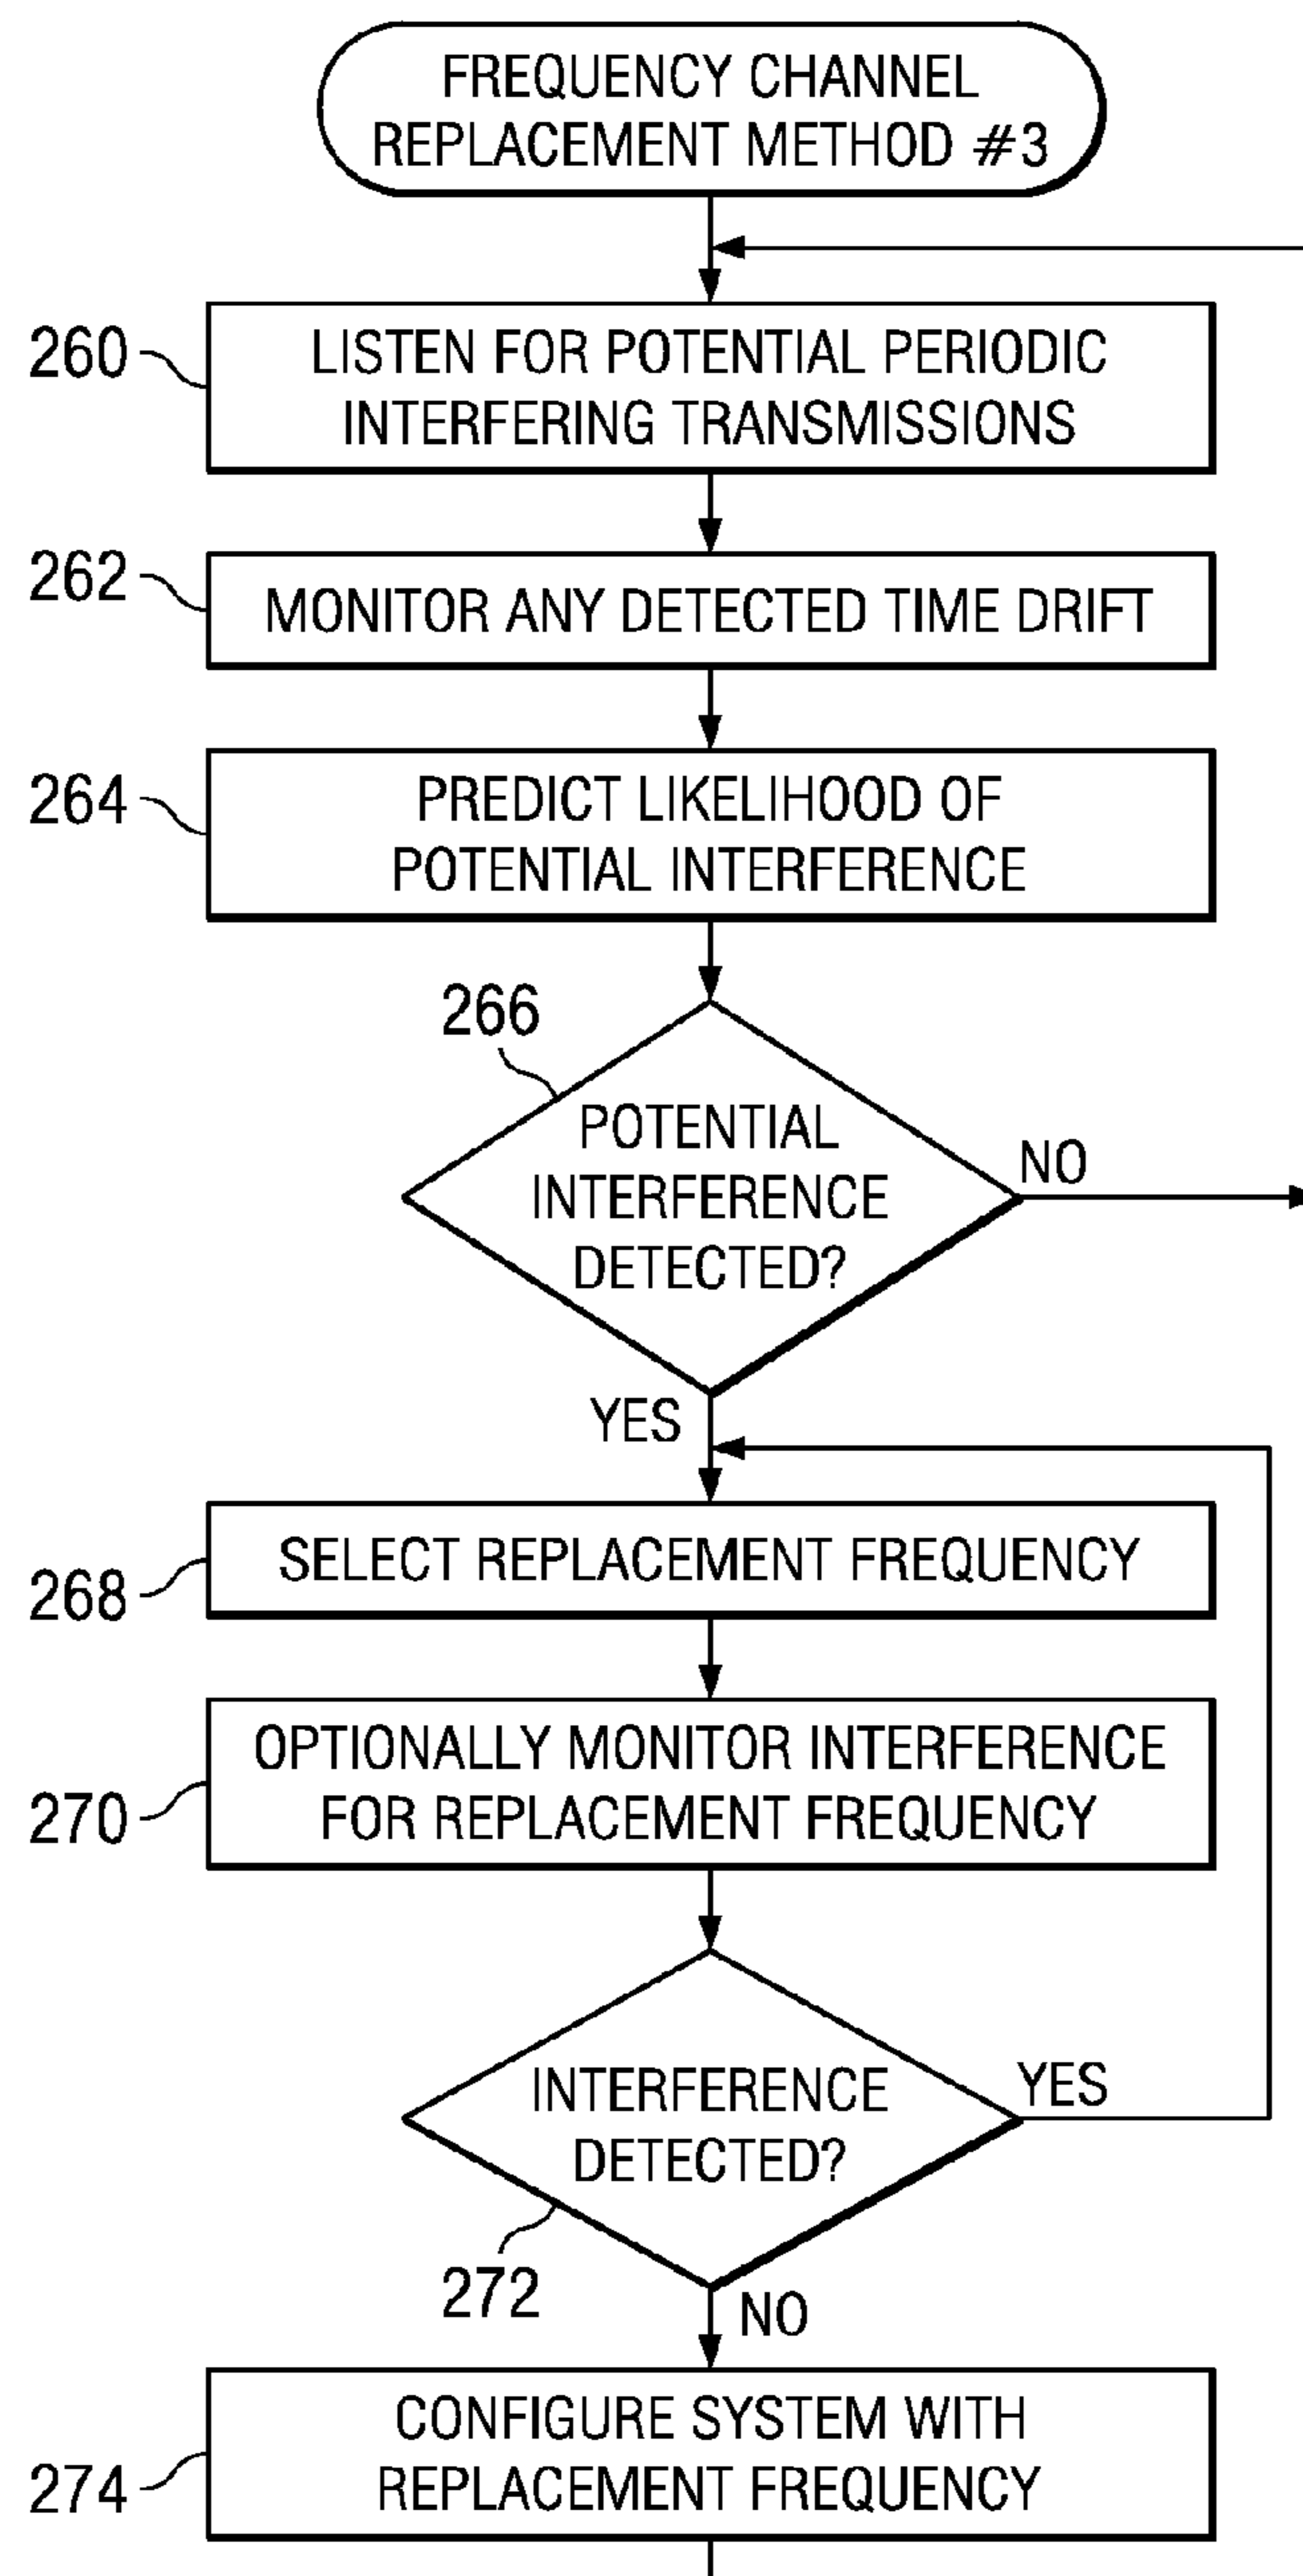 FREQUENCY CHANNEL
REPLACEMENT METHOD #3
260
LISTEN FOR POTENTIAL PERIODIC
INTERFERING TRANSMISSIONS
262
MONITOR ANY DETECTED TIME DRIFT
264
PREDICT LIKELIHOOD OF
POTENTIAL INTERFERENCE
266
POTENTIAL
INTERFERENCE
DETECTED?
NO
YES
268
SELECT REPLACEMENT FREQUENCY
270
OPTIONALLY MONITOR INTERFERENCE
FOR REPLACEMENT FREQUENCY
INTERFERENCE
DETECTED?
YES
272
NO
274
CONFIGURE SYSTEM WITH
REPLACEMENT FREQUENCY